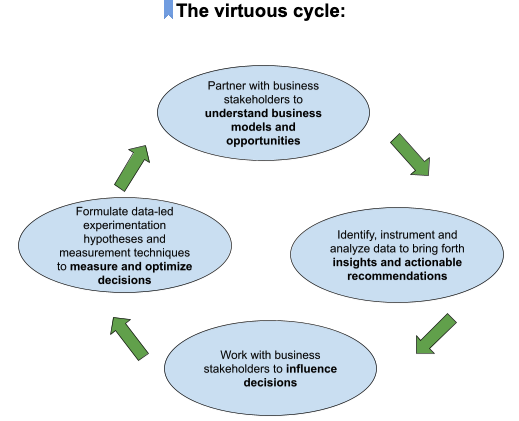 The virtuous cycle:
Partner with business
stakeholders to
understand business
models and
opportunities
Identify, instrument and
analyze data to bring forth
insights and actionable
recommendations
Work with business
stakeholders to influence
decisions
Formulate data-led
experimentation
hypotheses and
measurement techniques
to measure and optimize
decisions